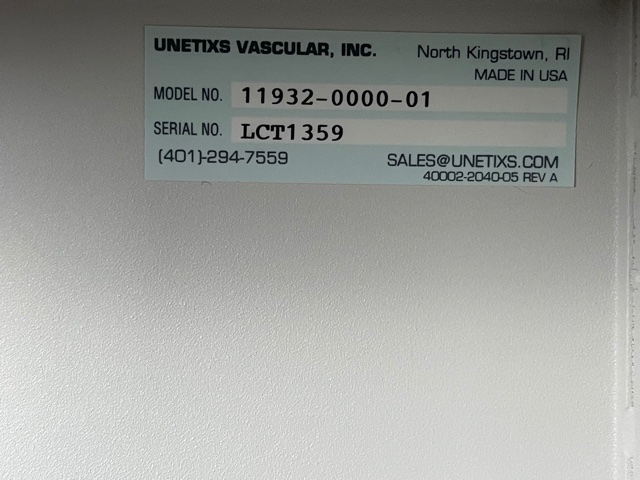 UNETIXS VASCULAR, INC. North Kingstown, RI
MADE IN USA
MODEL NO. 11932-0000-01
SERIAL NO. LCT1359
(401)-294-7559 SALES@UNETIXS.COM
40002-2040-05 REV A